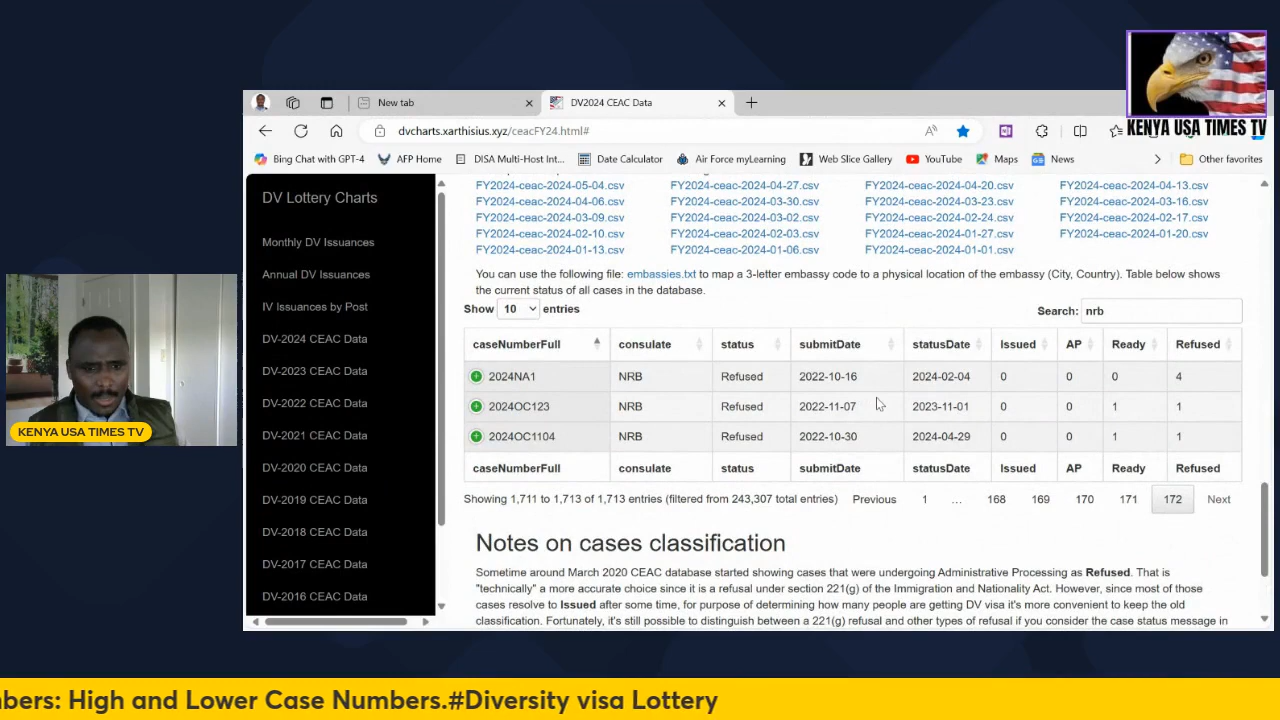 KENYA USA TIMES TV
New tab
DV2024 CEAC Data
dvcharts.xarthisius.xyz/ceacFY24.html#
Bing Chat with GPT-4 AFP Home DISA Multi-Host Int... Date Calculator Air Force myLearning Web Slice Gallery YouTube Maps News Other favorites
DV Lottery Charts
Monthly DV Issuances
Annual DV Issuances
IV Issuances by Post
DV-2024 CEAC Data
DV-2023 CEAC Data
DV-2022 CEAC Data
DV-2021 CEAC Data
DV-2020 CEAC Data
DV-2019 CEAC Data
DV-2018 CEAC Data
DV-2017 CEAC Data
DV-2016 CEAC Data
FY2024-ceac-2024-05-04.csv FY2024-ceac-2024-04-27.csv FY2024-ceac-2024-04-20.csv FY2024-ceac-2024-04-13.csv
FY2024-ceac-2024-04-06.csv FY2024-ceac-2024-03-30.csv FY2024-ceac-2024-03-23.csv FY2024-ceac-2024-03-16.csv
FY2024-ceac-2024-03-09.csv FY2024-ceac-2024-03-02.csv FY2024-ceac-2024-02-24.csv FY2024-ceac-2024-02-17.csv
FY2024-ceac-2024-02-10.csv FY2024-ceac-2024-02-03.csv FY2024-ceac-2024-01-27.csv FY2024-ceac-2024-01-20.csv
FY2024-ceac-2024-01-13.csv FY2024-ceac-2024-01-06.csv FY2024-ceac-2024-01-01.csv
You can use the following file: embassies.txt to map a 3-letter embassy code to a physical location of the embassy (City, Country). Table below shows
the current status of all cases in the database.
Show 10 entries Search: nrb
caseNumberFull consulate status submitDate statusDate Issued AP Ready Refused
2024NA1 NRB Refused 2022-10-16 2024-02-04 0 0 0 4
2024OC123 NRB Refused 2022-11-07 2023-11-01 0 0 1 1
2024OC1104 NRB Refused 2022-10-30 2024-04-29 0 0 1 1
caseNumberFull consulate status submitDate statusDate Issued AP Ready Refused
Showing 1,711 to 1,713 of 1,713 entries (filtered from 243,307 total entries) Previous 1 ... 168 169 170 171 172 Next
Notes on cases classification
Sometime around March 2020 CEAC database started showing cases that were undergoing Administrative Processing as Refused. That is
"technically" a more accurate choice since it is a refusal under section 221(g) of the Immigration and Nationality Act. However, since most of those
cases resolve to Issued after some time, for purpose of determining how many people are getting DV visa it's more convenient to keep the old
classification. Fortunately, it's still possible to distinguish between a 221(g) refusal and other types of refusal if you consider the case status message in
KENYA USA TIMES TV
nbers: High and Lower Case Numbers.#Diversity visa Lottery